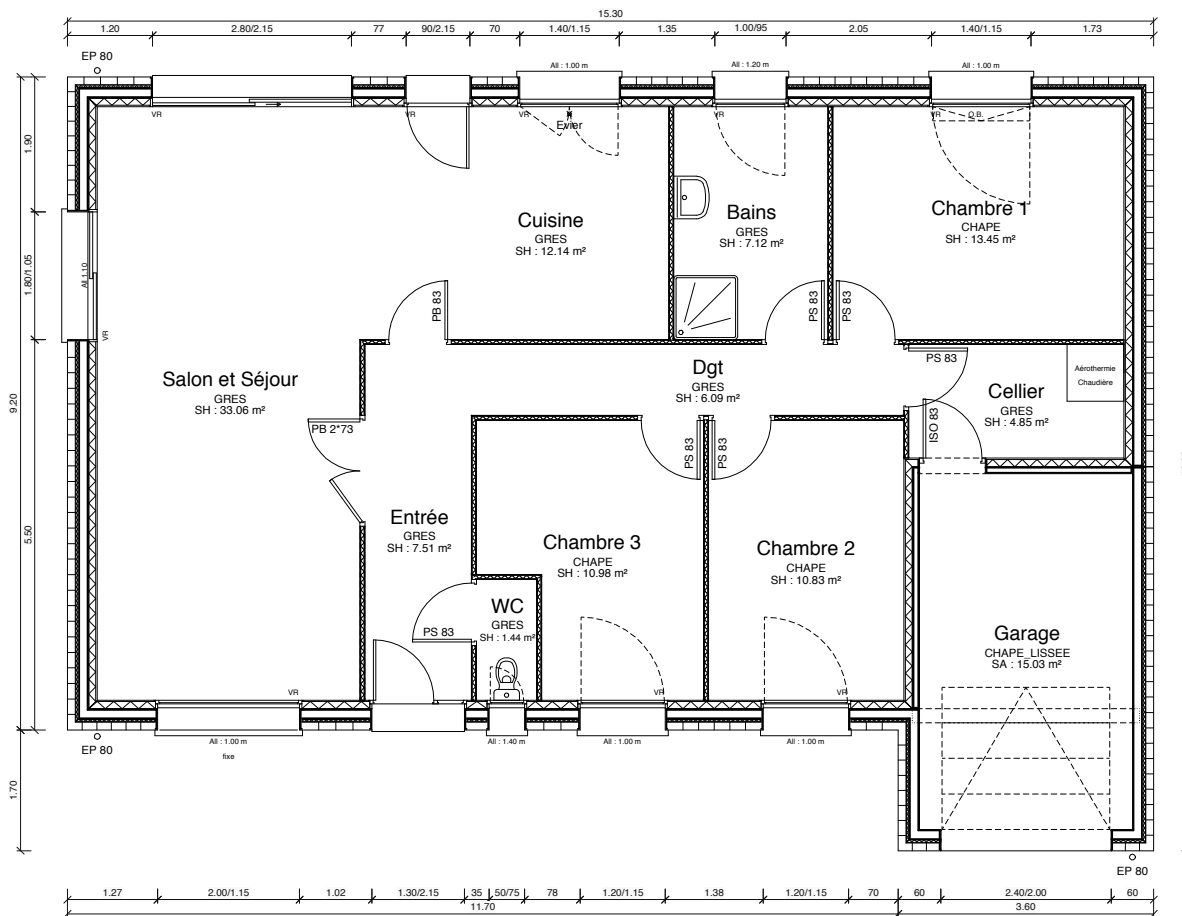 15.30
1.20 2.80/2.15 77 90/2.15 70 1.40/1.15 1.35 1.00/95 2.05 1.40/1.15 1.73
EP 80
All : 1.00 m
All : 1.20 m
All : 1.00 m
VR
VR
VR
Evier
VR
VR
O.B.
1.90
1.80/1.05
5.50
9.20
1.70
All 1.10
VR
Cuisine
GRES
SH : 12.14 m²
Bains
GRES
SH : 7.12 m²
Chambre 1
CHAPE
SH : 13.45 m²
PB 83
PS 83
PS 83
Salon et Séjour
GRES
SH : 33.06 m²
Dgt
GRES
SH : 6.09 m²
PS 83
Cellier
GRES
SH : 4.85 m²
Aérothermie
Chaudière
ISO 83
PB 2*73
PS 83
PS 83
Entrée
GRES
SH : 7.51 m²
Chambre 3
CHAPE
SH : 10.98 m²
Chambre 2
CHAPE
SH : 10.83 m²
WC
GRES
SH : 1.44 m²
PS 83
Garage
CHAPE_LISSEE
SA : 15.03 m²
VR
VR
VR
EP 80
All : 1.00 m
fixe
All : 1.40 m
All : 1.00 m
All : 1.00 m
EP 80
1.27 2.00/1.15 1.02 1.30/2.15 35 50/75 78 1.20/1.15 1.38 1.20/1.15 70 60 2.40/2.00 60
11.70 3.60